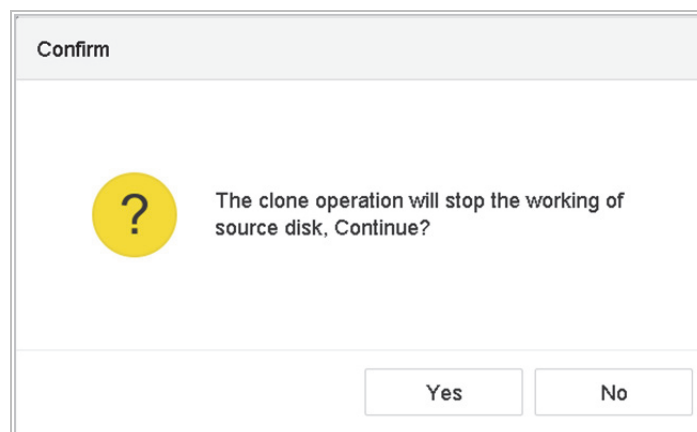 Confirm
?
The clone operation will stop the working of
source disk, Continue?
Yes No